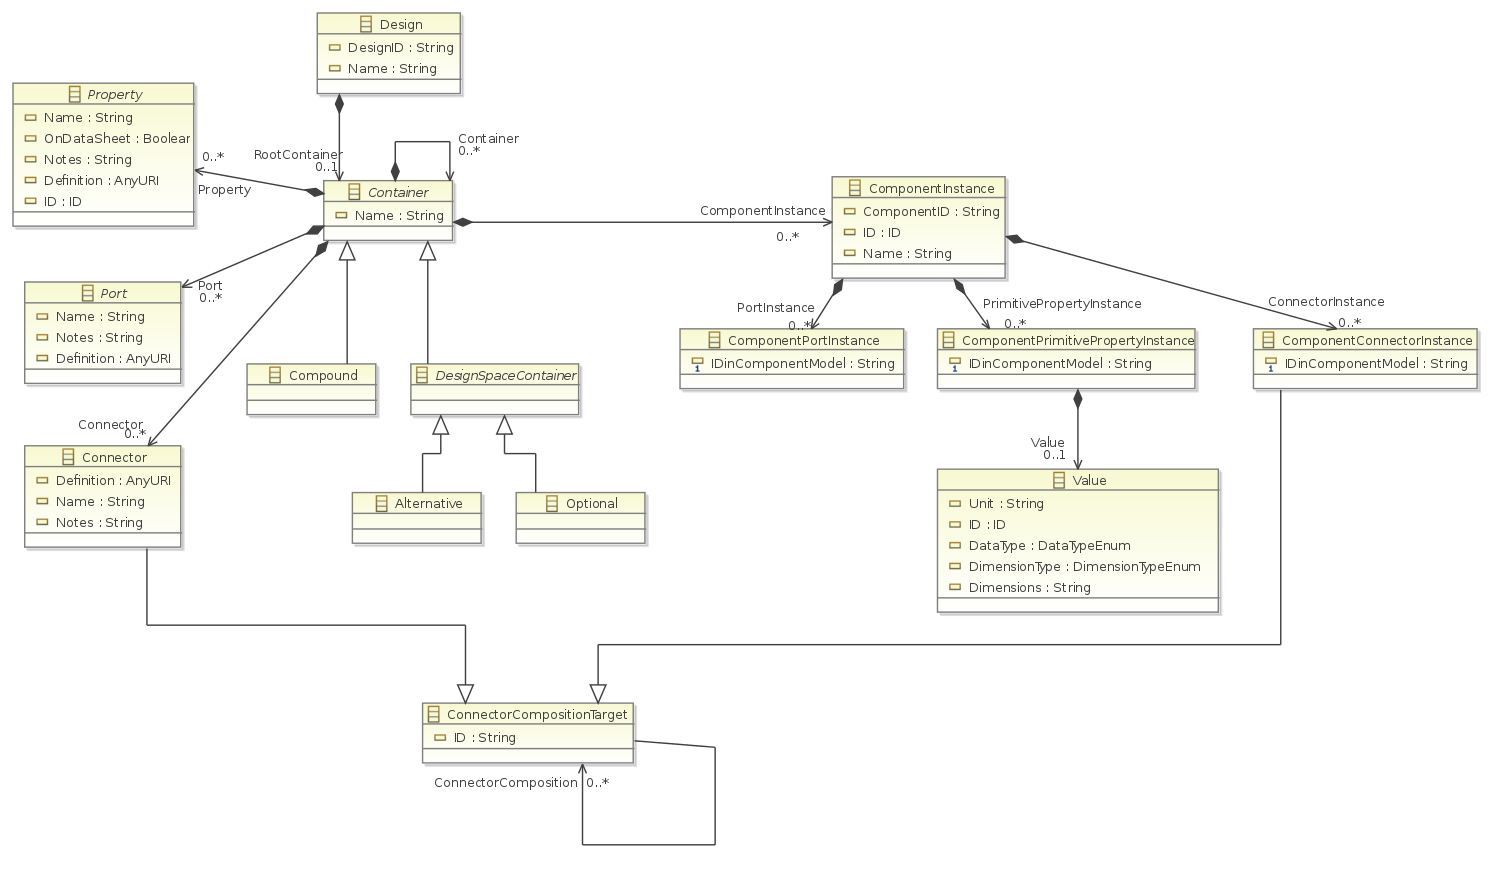 Design
DesignID : String
Name : String
Property
Name : String
OnDataSheet : Boolean
Notes : String
Definition : AnyURI
ID : ID
0..*
Property
RootContainer
0..1
Container
0..*
Container
Name : String
ComponentInstance
0..*
ComponentInstance
ComponentID : String
ID : ID
Name : String
Port
0..*
Port
Name : String
Notes : String
Definition : AnyURI
PortInstance
0..*
PrimitivePropertyInstance
0..*
ConnectorInstance
0..*
ComponentPortInstance
IDinComponentModel : String
ComponentPrimitivePropertyInstance
IDinComponentModel : String
ComponentConnectorInstance
IDinComponentModel : String
Compound
DesignSpaceContainer
Connector
0..*
Connector
Definition : AnyURI
Name : String
Notes : String
Alternative
Optional
Value
0..1
Value
Unit : String
ID : ID
DataType : DataTypeEnum
DimensionType : DimensionTypeEnum
Dimensions : String
ConnectorCompositionTarget
ID : String
ConnectorComposition
0..*